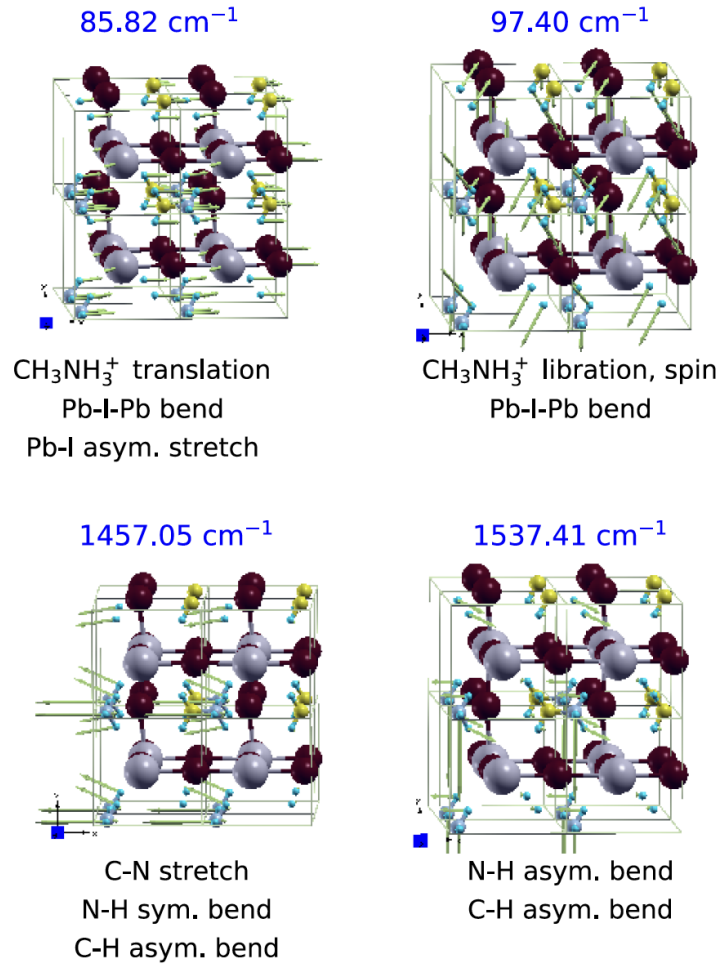 85.82 cm⁻¹
97.40 cm⁻¹
CH₃NH₃⁺ translation
Pb-I-Pb bend
Pb-I asym. stretch
CH₃NH₃⁺ libration, spin
Pb-I-Pb bend
1457.05 cm⁻¹
1537.41 cm⁻¹
C-N stretch
N-H sym. bend
C-H asym. bend
N-H asym. bend
C-H asym. bend